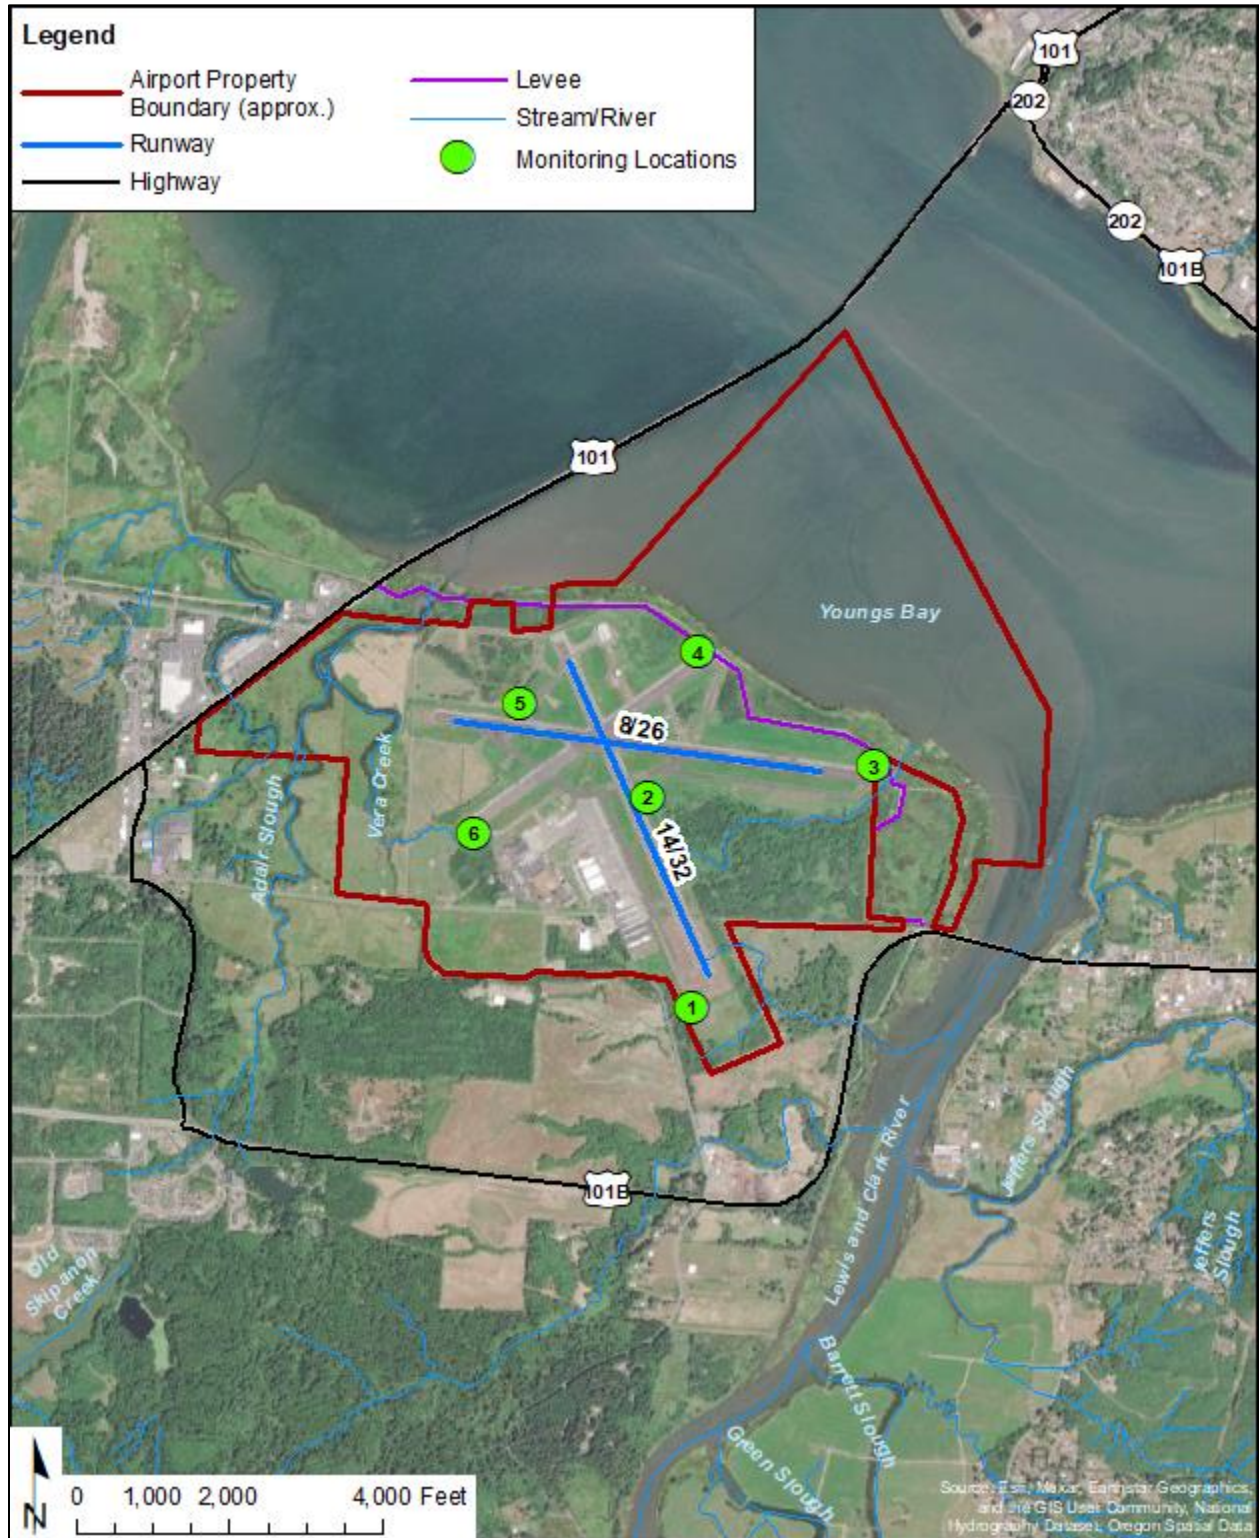 Legend
Airport Property
Boundary (approx.)
Runway
Highway
Levee
Stream/River
Monitoring Locations
101
202
202
101B
101
Youngs Bay
4
5
8/26
3
Vera Creek
2
Adair Slough
6
14/32
1
Jeffers Slough
Lewis and Clark River
101B
Jeffers
Slough
Old
Skipanon
Creek
Barrett Slough
Green Slough
N
0 1,000 2,000 4,000 Feet
Source: Esri, Maxar, Earthstar Geographics,
and the GIS User Community, National
Hydrography Dataset, Oregon Spatial Data